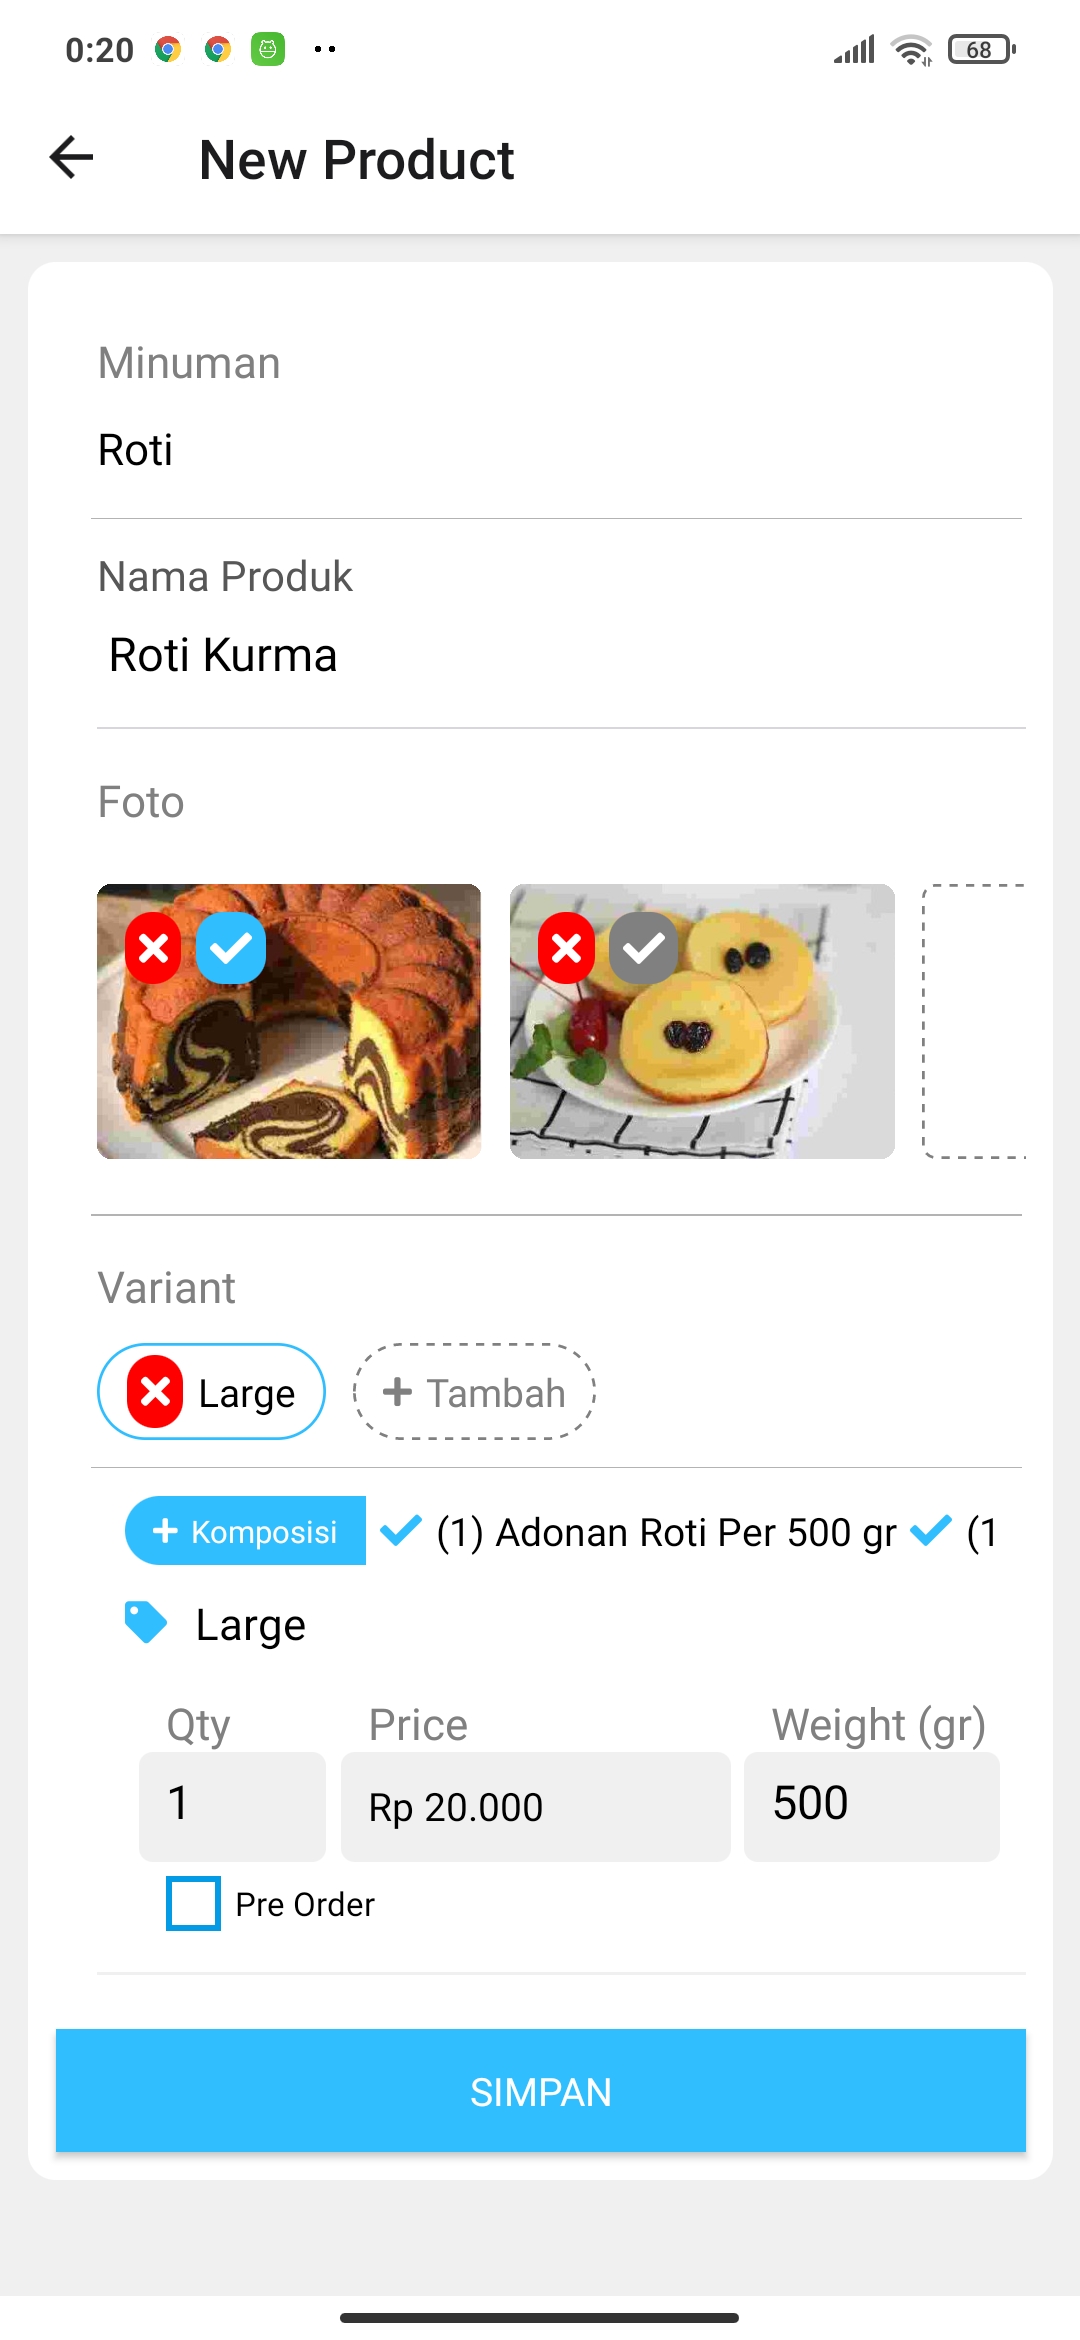 0:20
68
New Product
Minuman
Roti
Nama Produk
Roti Kurma
Foto
Variant
Large
+ Tambah
+ Komposisi (1) Adonan Roti Per 500 gr (1
Large
Qty Price Weight (gr)
1 Rp 20.000 500
Pre Order
SIMPAN